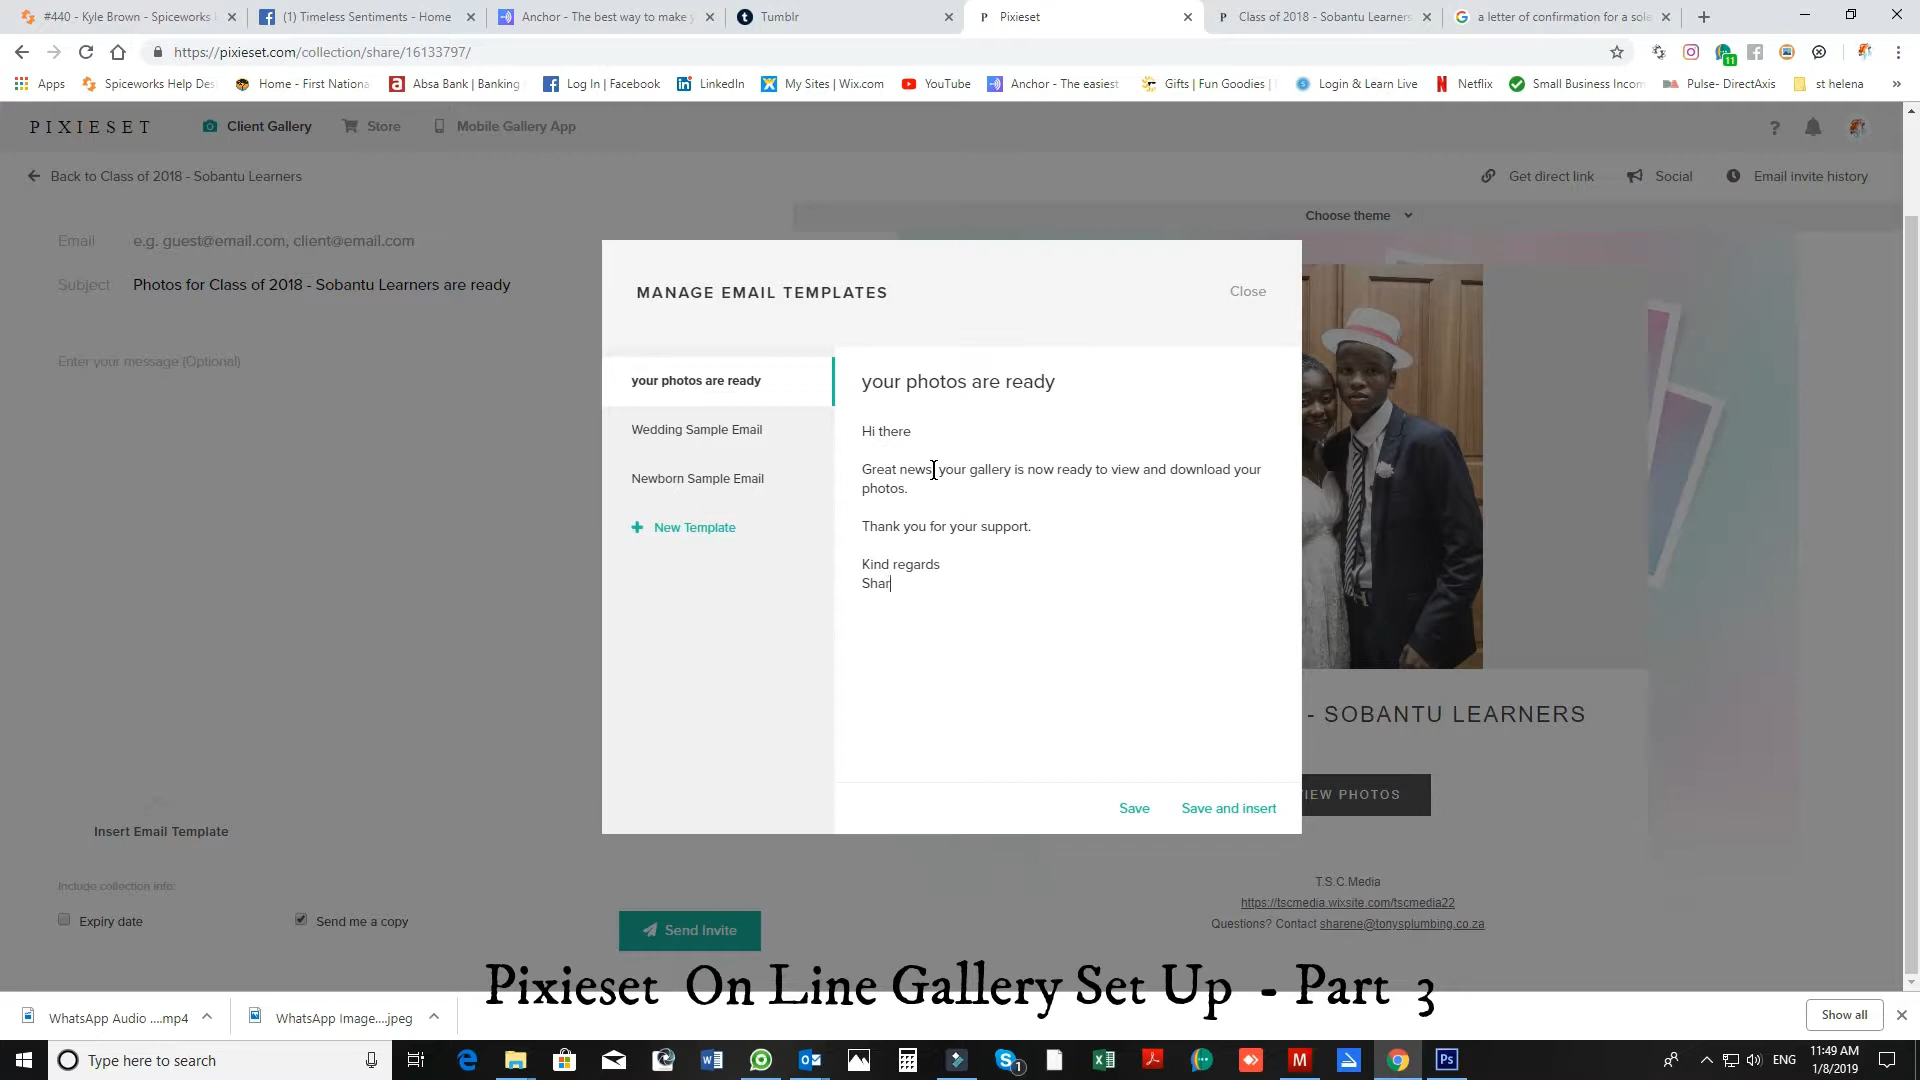 #440 - Kyle Brown - Spiceworks
(1) Timeless Sentiments - Home
Anchor - The best way to make
Tumblr
Pixieset
Class of 2018 - Sobantu Learners
a letter of confirmation for a sole
https://pixieset.com/collection/share/16133797/
11
Apps
Spiceworks Help Des
Home - First Nationa
Absa Bank | Banking
Log In | Facebook
LinkedIn
My Sites | Wix.com
YouTube
Anchor - The easiest
Gifts | Fun Goodies |
Login & Learn Live
Netflix
Small Business Incom
Pulse- DirectAxis
st helena
PIXIESET
Client Gallery
Store
Mobile Gallery App
Back to Class of 2018 - Sobantu Learners
Get direct link
Social
Email invite history
Choose theme
Email
e.g. guest@email.com, client@email.com
Subject
Photos for Class of 2018 - Sobantu Learners are ready
Enter your message (Optional)
MANAGE EMAIL TEMPLATES
Close
your photos are ready
Wedding Sample Email
Newborn Sample Email
New Template
your photos are ready
Hi there
Great news your gallery is now ready to view and download your
photos.
Thank you for your support.
Kind regards
Shar
Save
Save and insert
- SOBANTU LEARNERS
IEW PHOTOS
Insert Email Template
Include collection info:
Expiry date
Send me a copy
Send Invite
T.S.C.Media
https://tscmedia.wixsite.com/tscmedia22
Questions? Contact sharene@tonysplumbing.co.za
Pixieset On Line Gallery Set Up - Part 3
WhatsApp Audio ....mp4
WhatsApp Image....jpeg
Show all
Type here to search
ENG
11:49 AM
1/8/2019